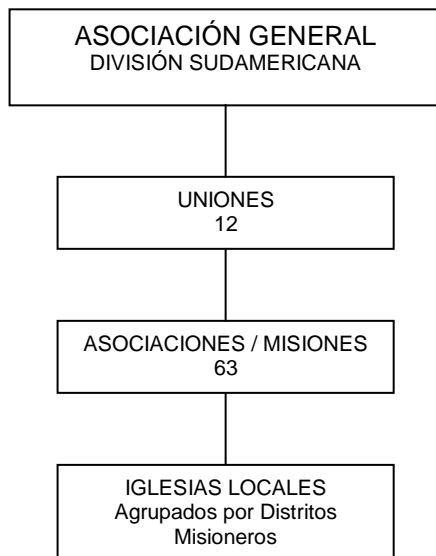 ASOCIACIÓN GENERAL
DIVISIÓN SUDAMERICANA
UNIONES
12
ASOCIACIONES / MISIONES
63
IGLESIAS LOCALES
Agrupados por Distritos
Misioneros